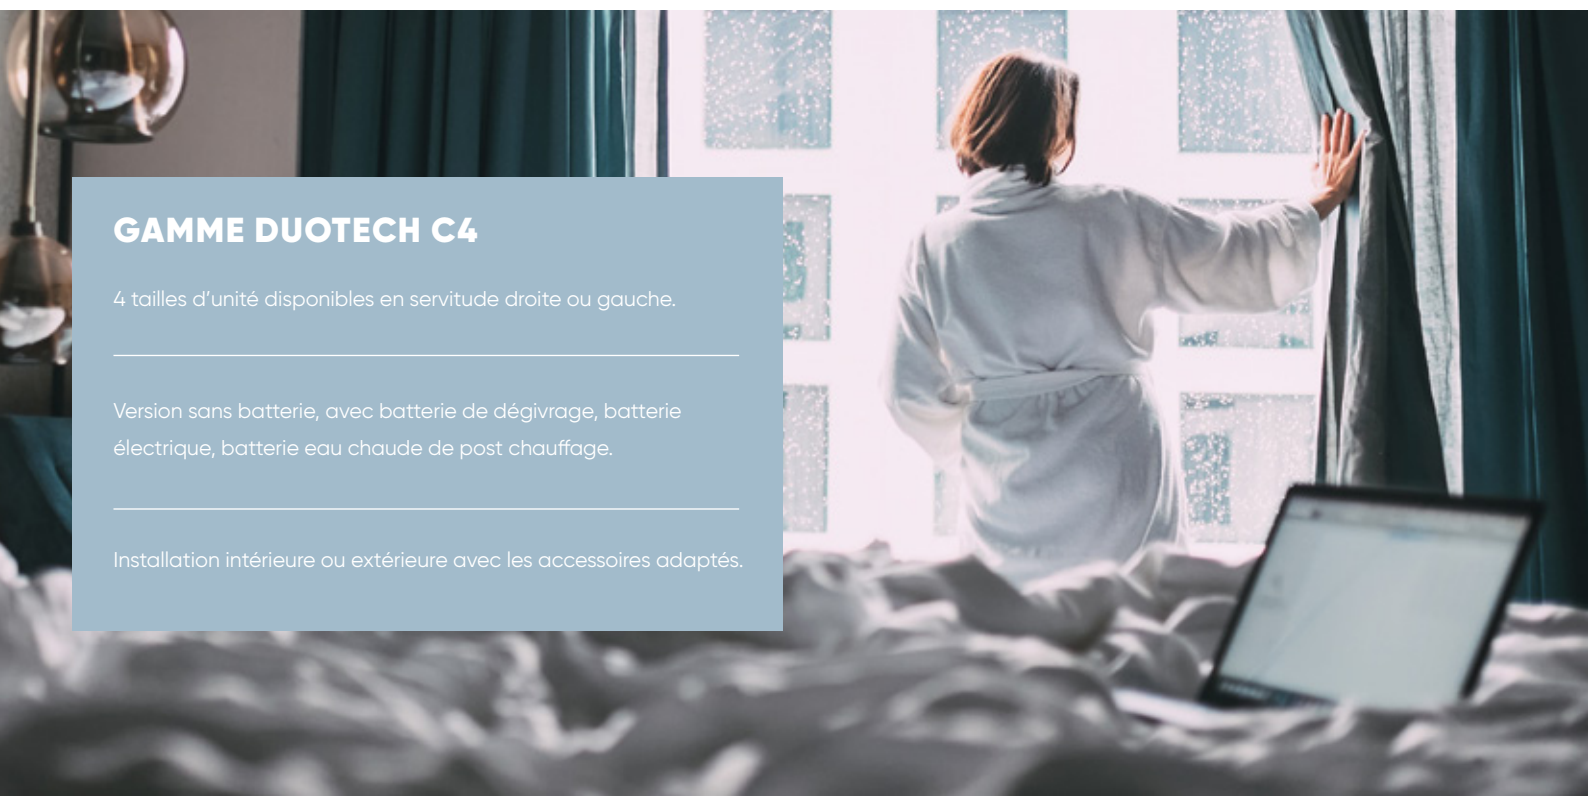 GAMME DUOTECH C4
4 tailles d’unité disponibles en servitude droite ou gauche.
Version sans batterie, avec batterie de dégivrage, batterie
électrique, batterie eau chaude de post chauffage.
Installation intérieure ou extérieure avec les accessoires adaptés.